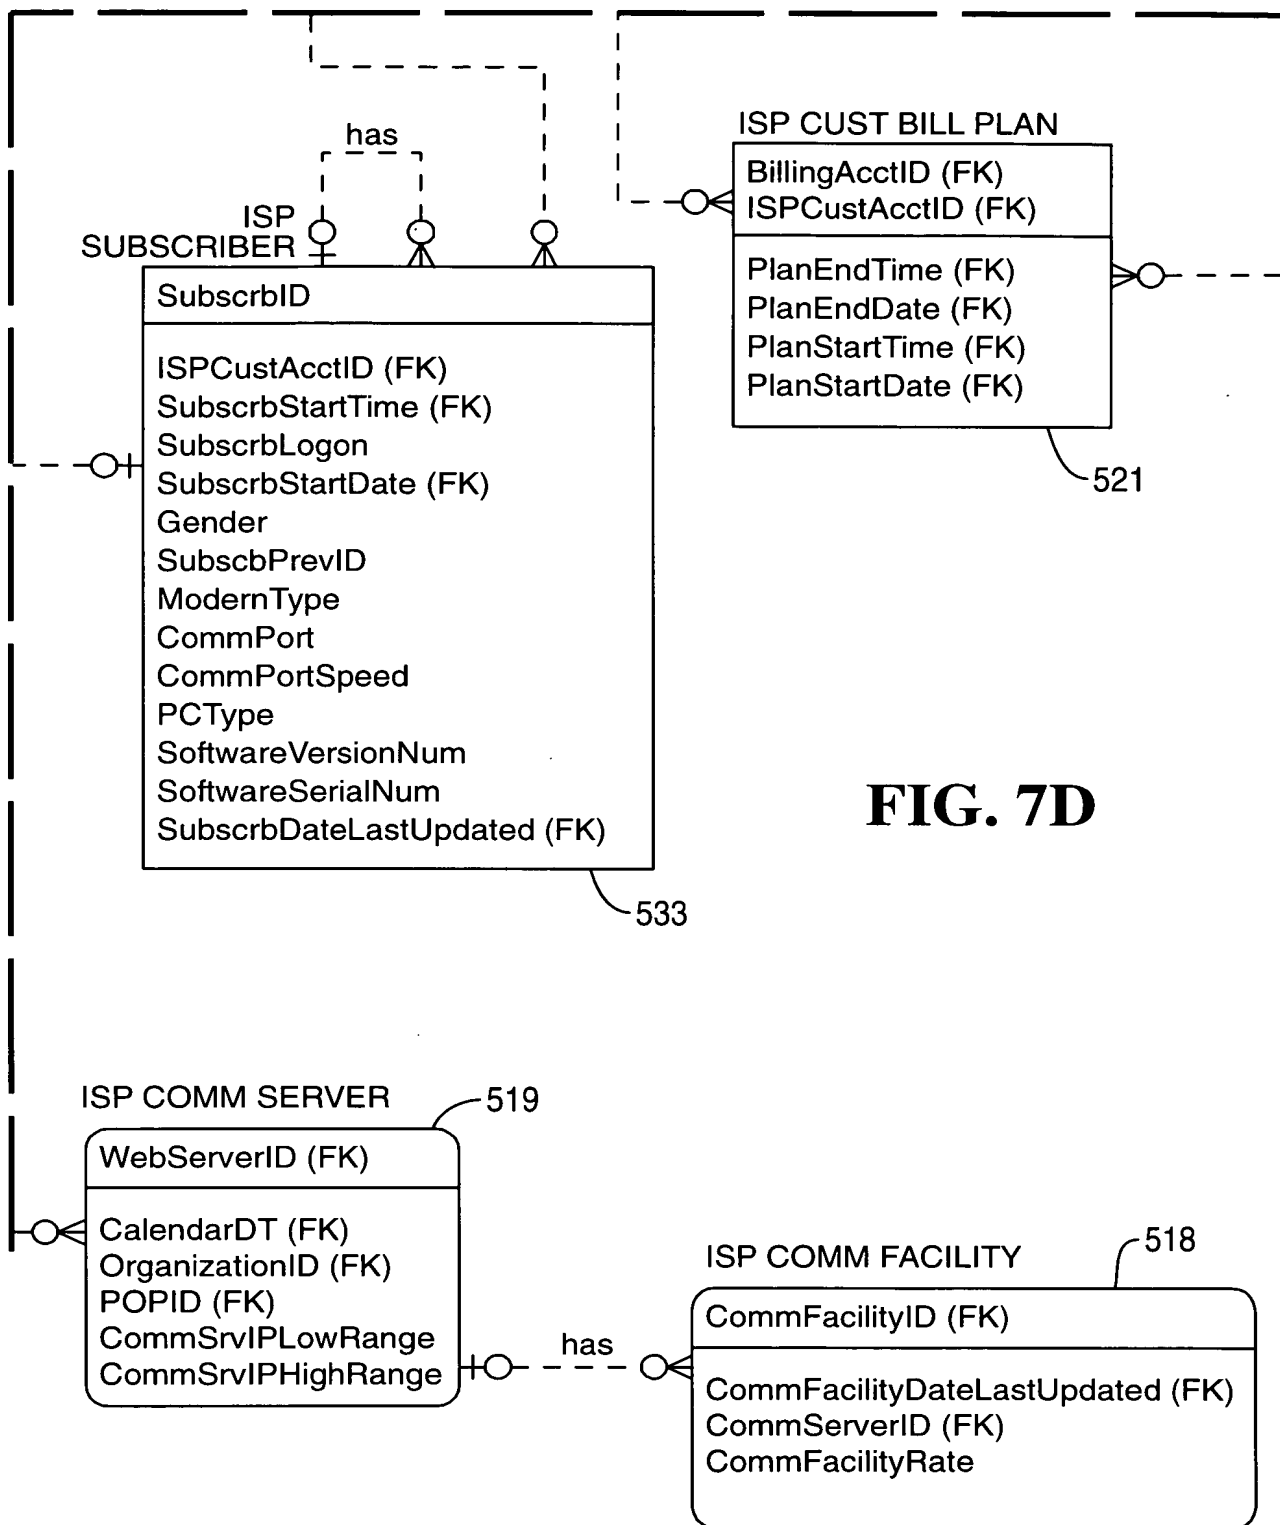 has
ISP
SUBSCRIBER
SubscrbID
ISPCustAcctID (FK)
SubscrbStartTime (FK)
SubscrbLogon
SubscrbStartDate (FK)
Gender
SubscbPrevID
ModernType
CommPort
CommPortSpeed
PCType
SoftwareVersionNum
SoftwareSerialNum
SubscrbDateLastUpdated (FK)
533
ISP CUST BILL PLAN
BillingAcctID (FK)
ISPCustAcctID (FK)
PlanEndTime (FK)
PlanEndDate (FK)
PlanStartTime (FK)
PlanStartDate (FK)
521
FIG. 7D
ISP COMM SERVER
519
WebServerID (FK)
CalendarDT (FK)
OrganizationID (FK)
POPID (FK)
CommSrvIPLowRange
CommSrvIPHighRange
has
ISP COMM FACILITY
518
CommFacilityID (FK)
CommFacilityDateLastUpdated (FK)
CommServerID (FK)
CommFacilityRate